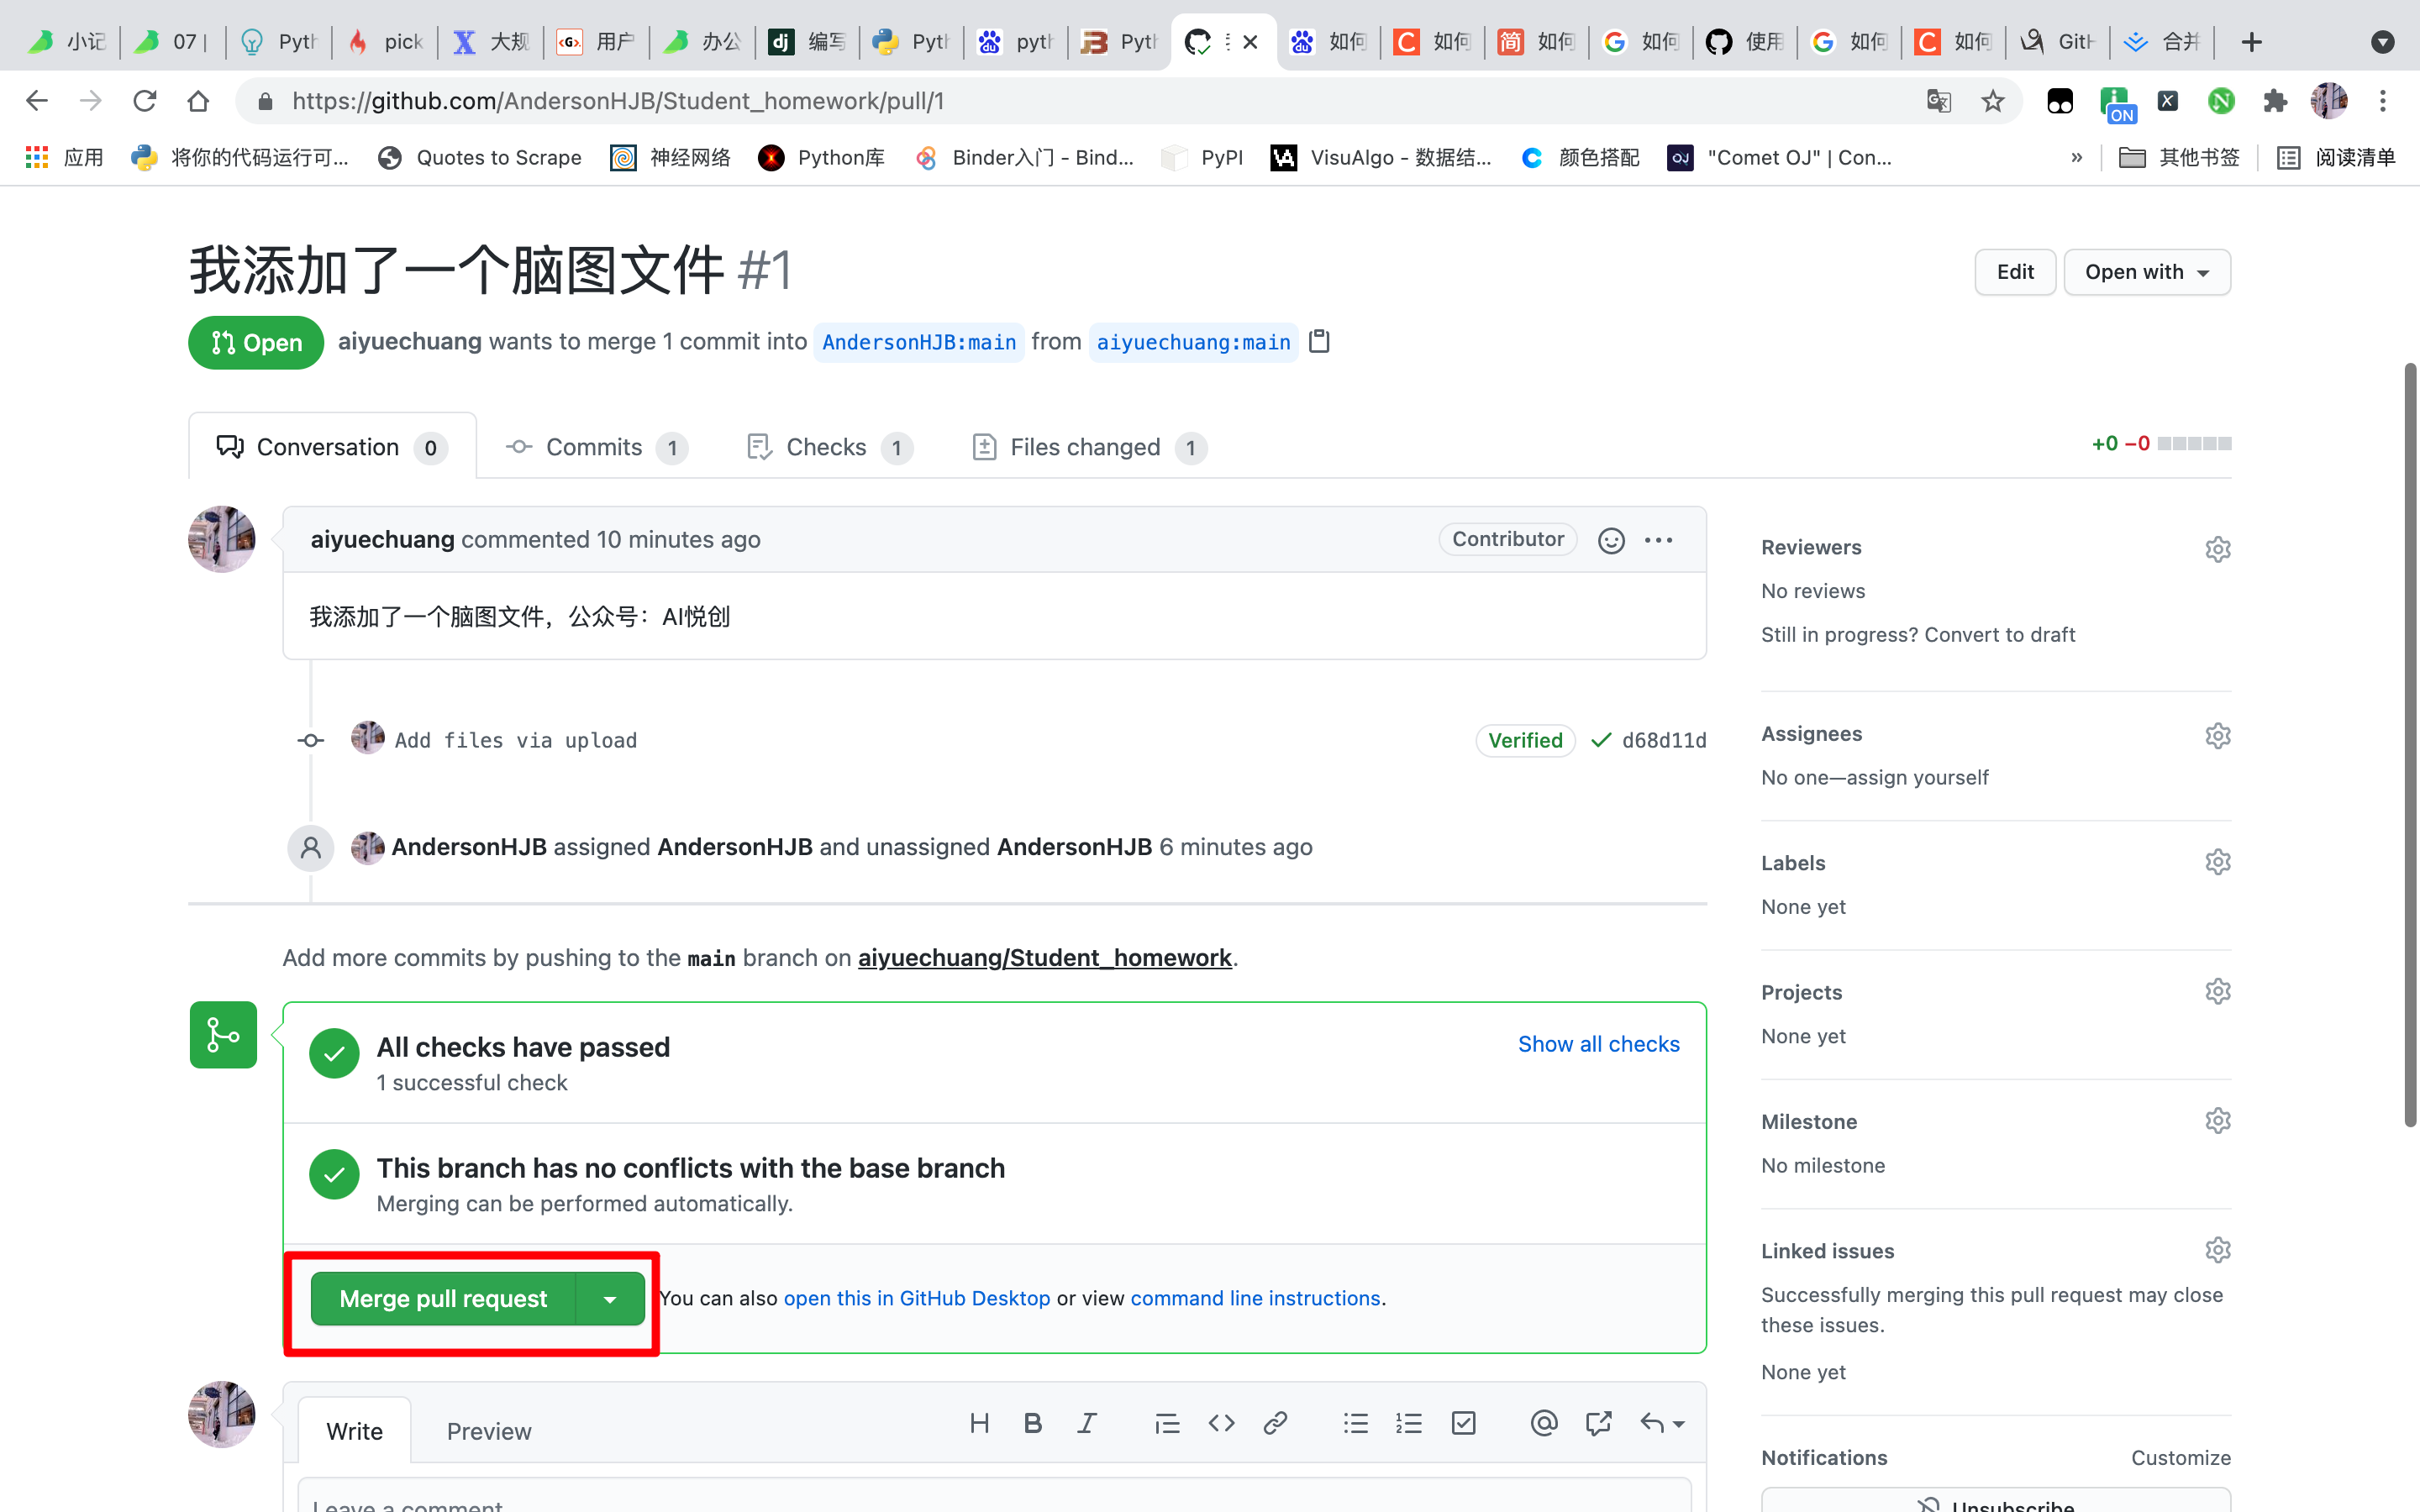 小记
07 |
Pyth
pick
大规
用户
办公
编写
Pyth
pyth
Pyth
如何
如何
如何
如何
使用
如何
如何
GitH
合并
https://github.com/AndersonHJB/Student_homework/pull/1
ON
应用
将你的代码运行可...
Quotes to Scrape
神经网络
Python库
Binder入门 - Bind...
PyPI
VisuAlgo - 数据结...
颜色搭配
"Comet OJ" | Con...
»
其他书签
阅读清单
我添加了一个脑图文件 #1
Edit
Open with
Open
aiyuechuang wants to merge 1 commit into AndersonHJB:main from aiyuechuang:main
Conversation 0
Commits 1
Checks 1
Files changed 1
+0 −0
aiyuechuang commented 10 minutes ago
Contributor
我添加了一个脑图文件，公众号：AI悦创
Add files via upload
Verified
d68d11d
AndersonHJB assigned AndersonHJB and unassigned AndersonHJB 6 minutes ago
Add more commits by pushing to the main branch on aiyuechuang/Student_homework.
All checks have passed
1 successful check
Show all checks
This branch has no conflicts with the base branch
Merging can be performed automatically.
Merge pull request
You can also open this in GitHub Desktop or view command line instructions.
Write
Preview
Leave a comment
Reviewers
No reviews
Still in progress? Convert to draft
Assignees
No one—assign yourself
Labels
None yet
Projects
None yet
Milestone
No milestone
Linked issues
Successfully merging this pull request may close
these issues.
None yet
Notifications
Customize
Unsubscribe